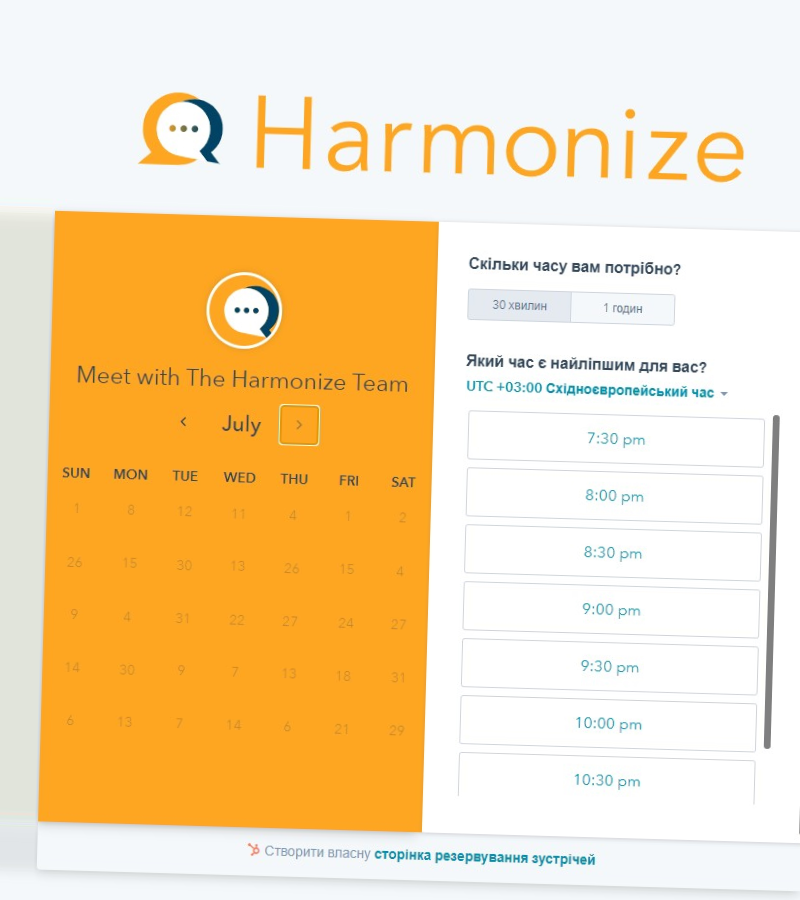 Harmonize
Meet with The Harmonize Team
July
SUN MON TUE WED THU FRI SAT
1 8 12 11 4 1 2
26 15 30 13 26 15 4
9 4 31 22 27 24 27
14 30 9 7 13 18 31
6 13 7 14 6 21 29
Скільки часу вам потрібно?
30 хвилин 1 годин
Який час є найліпшим для вас?
UTC +03:00 Східноєвропейський час
7:30 pm
8:00 pm
8:30 pm
9:00 pm
9:30 pm
10:00 pm
10:30 pm
Створити власну сторінка резервування зустрічей